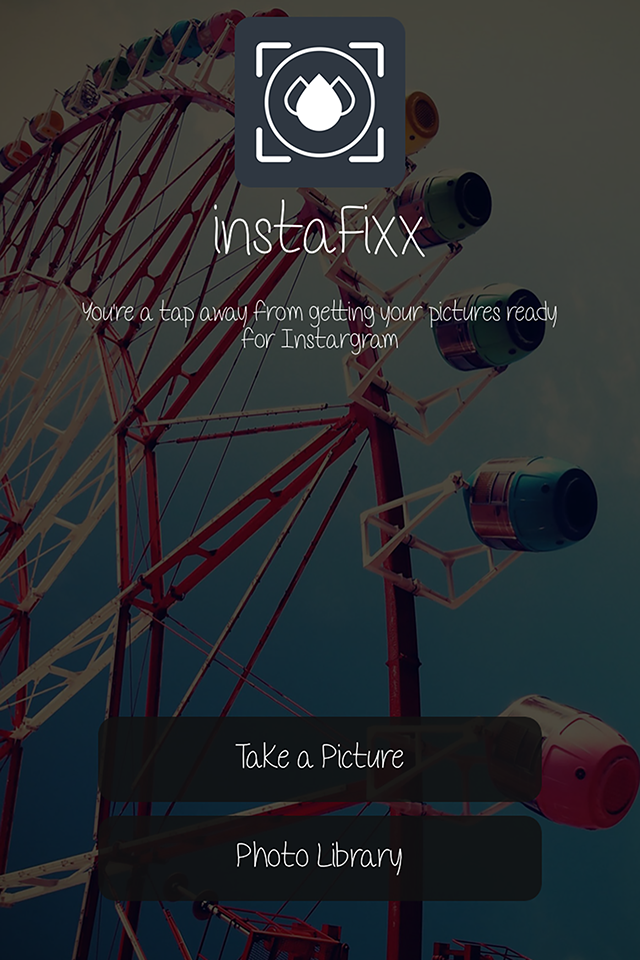 instaFixx
You're a tap away from getting your pictures ready
for Instargram
Take a Picture
Photo Library